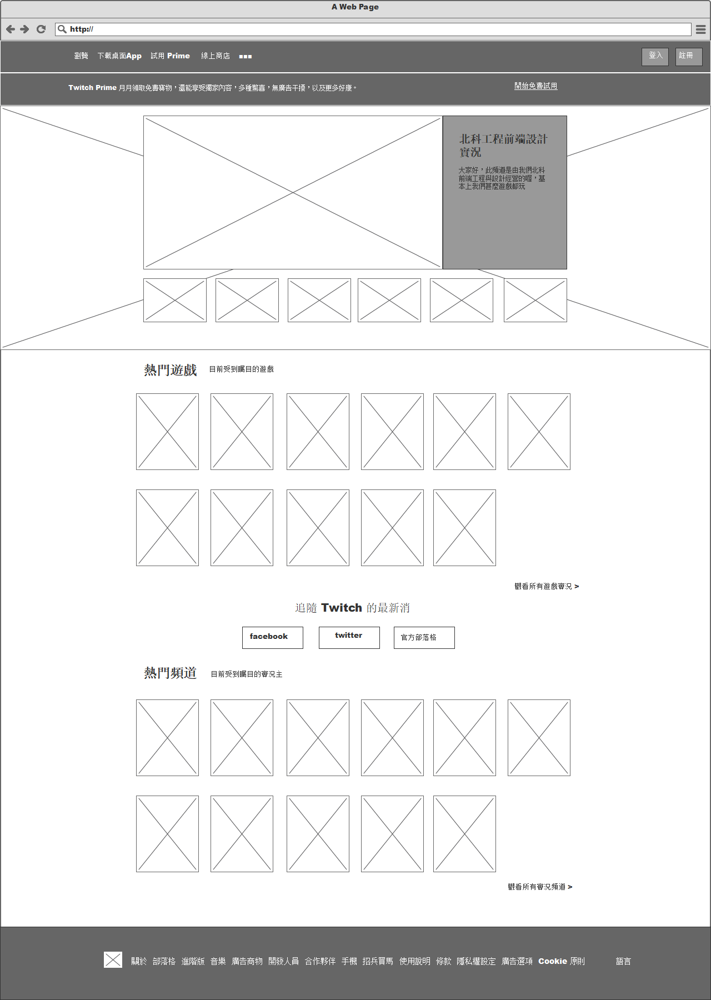 A Web Page
http://
瀏覽 下載桌面App 試用 Prime 線上商店 ▪▪▪ 登入 註冊
Twitch Prime 月月領取免費寶物，還能享受獨家內容，多種驚喜，無廣告干擾，以及更多好康。 開始免費試用
北科工程前端設計
實況
大家好，此頻道是由我們北科
前端工程與設計經營的喔，基
本上我們甚麼遊戲都玩
熱門遊戲 目前受到矚目的遊戲
觀看所有遊戲實況 >
追隨 Twitch 的最新消
facebook twitter 官方部落格
熱門頻道 目前受到矚目的實況主
觀看所有實況頻道 >
關於 部落格 進階版 音樂 廣告商物 開發人員 合作夥伴 手機 招兵買馬 使用說明 條款 隱私權設定 廣告選項 Cookie 原則 語言